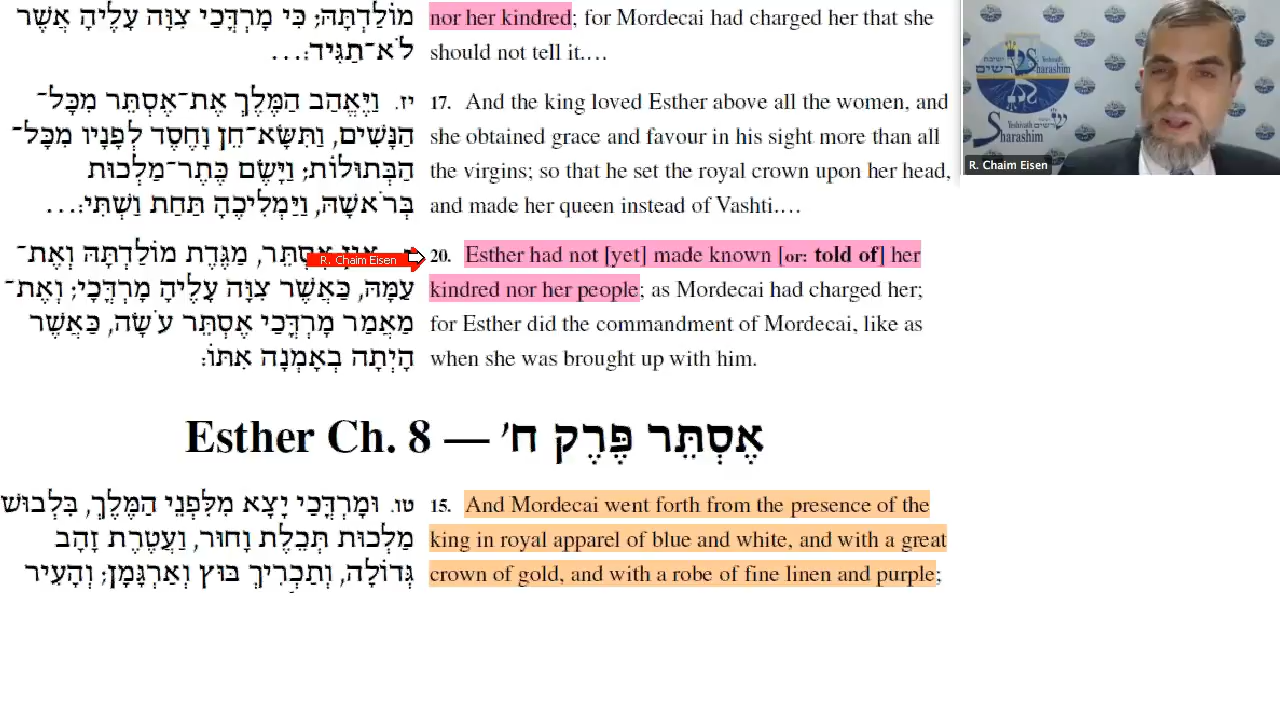 מוֹלַדְתָּהּ; כִּי מָרְדֳּכַי צִוָּה עָלֶיהָ אֲשֶׁר
לֹא־תַגִּיד:...
nor her kindred; for Mordecai had charged her that she
should not tell it....
יז. וַיֶּאֱהַב הַמֶּלֶךְ אֶת־אֶסְתֵּר מִכָּל־
הַנָּשִׁים, וַתִּשָּׂא־חֵן וָחֶסֶד לְפָנָיו מִכָּל־
הַבְּתוּלוֹת; וַיָּשֶׂם כֶּתֶר־מַלְכוּת
בְּרֹאשָׁהּ, וַיַּמְלִיכֶהָ תַּחַת וַשְׁתִּי:...
17. And the king loved Esther above all the women, and
she obtained grace and favour in his sight more than all
the virgins; so that he set the royal crown upon her head,
and made her queen instead of Vashti....
אֵין אֶסְתֵּר, מַגֶּדֶת מוֹלַדְתָּהּ וְאֶת־
עַמָּהּ, כַּאֲשֶׁר צִוָּה עָלֶיהָ מָרְדֳּכָי; וְאֶת־
מַאֲמַר מָרְדֳּכַי אֶסְתֵּר עֹשָׂה, כַּאֲשֶׁר
הָיְתָה בְאָמְנָה אִתּוֹ:
R. Chaim Eisen
20. Esther had not [yet] made known [or: told of] her
kindred nor her people; as Mordecai had charged her;
for Esther did the commandment of Mordecai, like as
when she was brought up with him.
Esther Ch. 8 — אֶסְתֵּר פֶּרֶק ח׳
טו. וּמָרְדֳּכַי יָצָא מִלִּפְנֵי הַמֶּלֶךְ, בִּלְבוּשׁ
מַלְכוּת תְּכֵלֶת וָחוּר, וַעֲטֶרֶת זָהָב
גְּדוֹלָה, וְתַכְרִיךְ בּוּץ וְאַרְגָּמָן; וְהָעִיר
15. And Mordecai went forth from the presence of the
king in royal apparel of blue and white, and with a great
crown of gold, and with a robe of fine linen and purple;
Yeshivath
Sharashim
ישיבת
שרשים
Yeshivath שרשים
Sharashim
R. Chaim Eisen